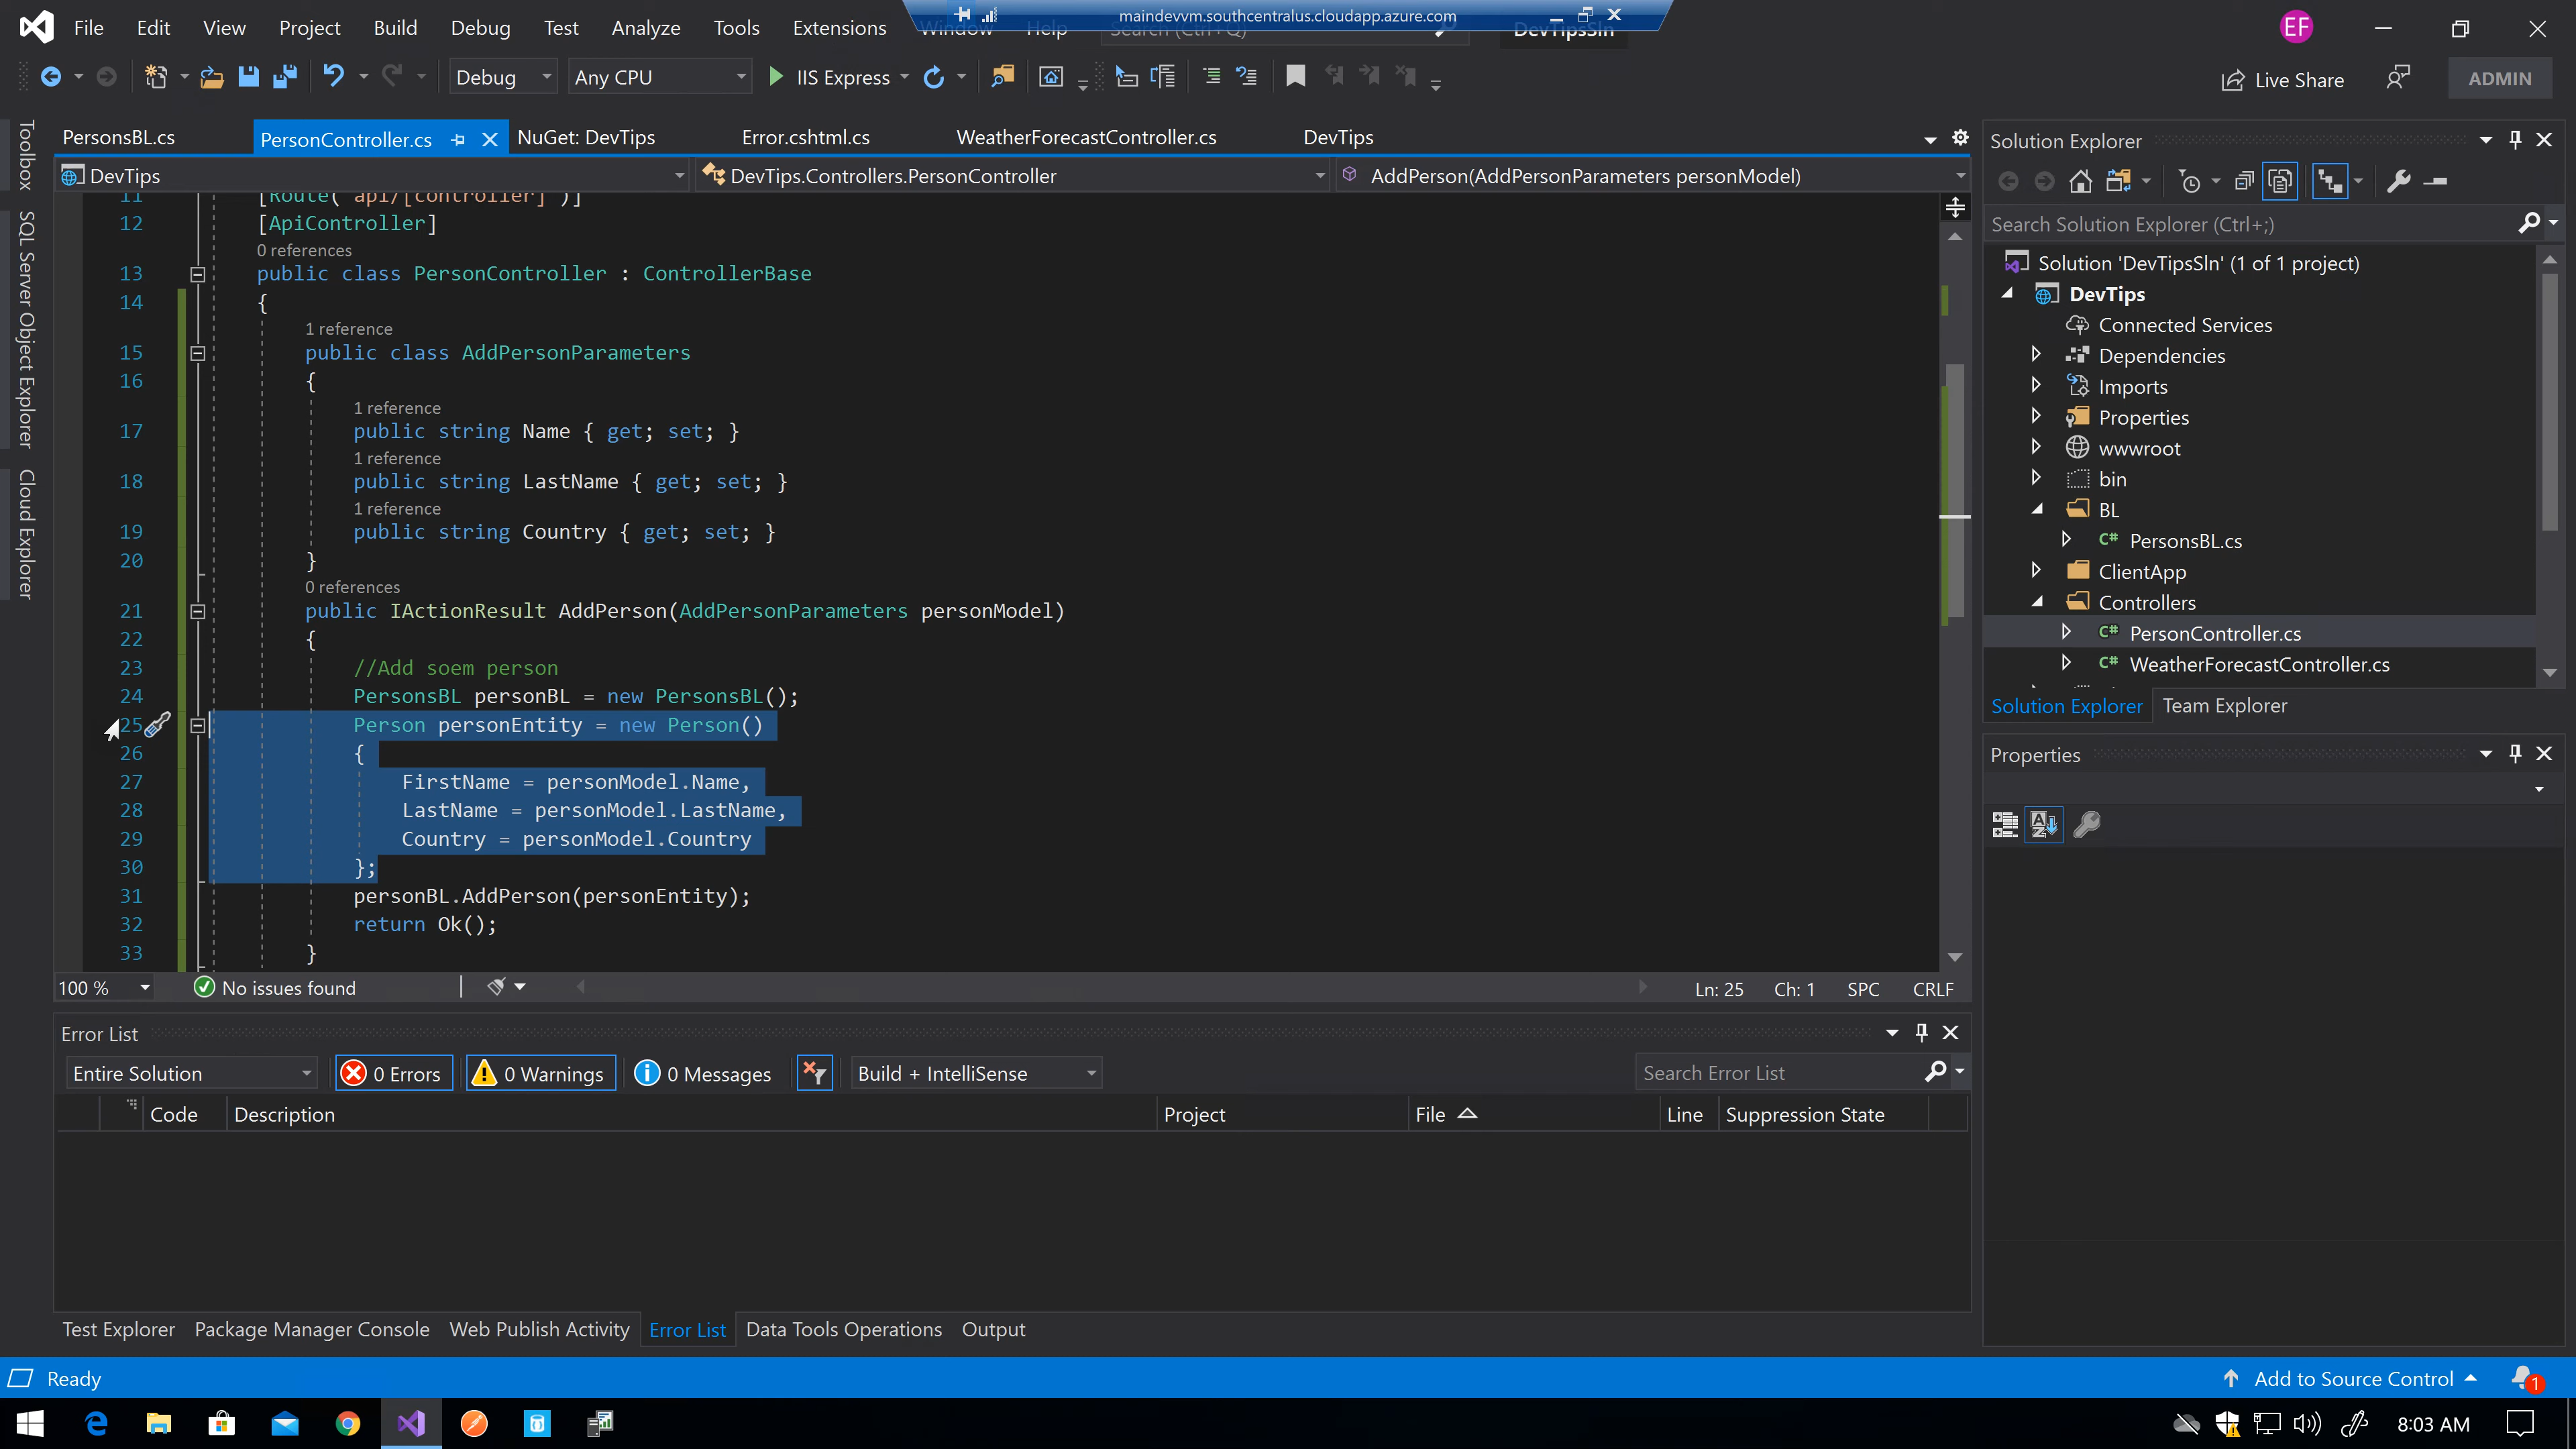 maindevvm.southcentralus.cloudapp.azure.com
File Edit View Project Build Debug Test Analyze Tools Extensions Window Help Search (Ctrl+Q) DevTipsSln EF
Debug Any CPU IIS Express Live Share ADMIN
Toolbox
SQL Server Object Explorer
Cloud Explorer
PersonsBL.cs PersonController.cs NuGet: DevTips Error.cshtml.cs WeatherForecastController.cs DevTips
DevTips DevTips.Controllers.PersonController AddPerson(AddPersonParameters personModel)
11 [Route("api/[controller]")]
12 [ApiController]
0 references
13 public class PersonController : ControllerBase
14 {
1 reference
15 public class AddPersonParameters
16 {
1 reference
17 public string Name { get; set; }
1 reference
18 public string LastName { get; set; }
1 reference
19 public string Country { get; set; }
20 }
0 references
21 public IActionResult AddPerson(AddPersonParameters personModel)
22 {
23 //Add soem person
24 PersonsBL personBL = new PersonsBL();
25 Person personEntity = new Person()
26 {
27 FirstName = personModel.Name,
28 LastName = personModel.LastName,
29 Country = personModel.Country
30 };
31 personBL.AddPerson(personEntity);
32 return Ok();
33 }
100 % No issues found Ln: 25 Ch: 1 SPC CRLF
Error List
Entire Solution 0 Errors 0 Warnings 0 Messages Build + IntelliSense Search Error List
Code Description Project File Line Suppression State
Test Explorer Package Manager Console Web Publish Activity Error List Data Tools Operations Output
Solution Explorer
Search Solution Explorer (Ctrl+;)
Solution 'DevTipsSln' (1 of 1 project)
DevTips
Connected Services
Dependencies
Imports
Properties
wwwroot
bin
BL
C# PersonsBL.cs
ClientApp
Controllers
C# PersonController.cs
C# WeatherForecastController.cs
Solution Explorer Team Explorer
Properties
Ready Add to Source Control 1
8:03 AM